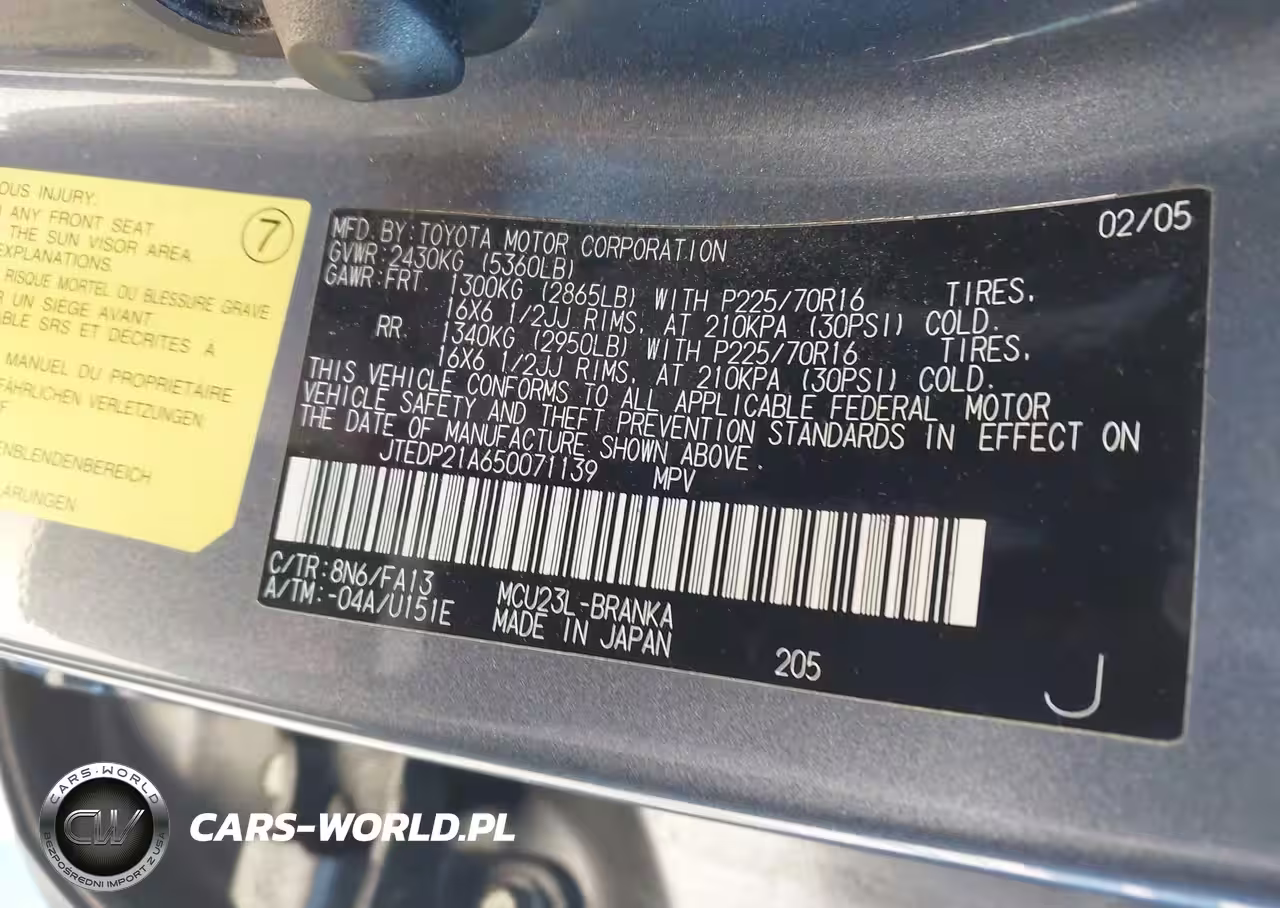 OUS INJURY.
ANY FRONT SEAT
THE SUN VISOR AREA
EXPLANATIONS.
RISQUE MORTEL OU BLESSURE GRAVE
UN SIEGE AVANT
ABLE SRS ET DECRITES À
MANUEL DU PROPRIETAIRE
FÄHRLICHEN VERLETZUNGEN
ENBLENDENBEREICH
LARUNGEN
7
MFD.BY:TOYOTA MOTOR CORPORATION 02/05
GVWR:2430KG (5360LB)
GAWR:FRT. 1300KG (2865LB) WITH P225/70R16 TIRES,
16X6 1/2JJ RIMS, AT 210KPA (30PSI) COLD.
RR. 1340KG (2950LB) WITH P225/70R16 TIRES,
16X6 1/2JJ RIMS, AT 210KPA (30PSI) COLD.
THIS VEHICLE CONFORMS TO ALL APPLICABLE FEDERAL MOTOR
VEHICLE SAFETY AND THEFT PREVENTION STANDARDS IN EFFECT ON
THE DATE OF MANUFACTURE SHOWN ABOVE.
JTEDP21A650071139 MPV
C/TR:8N6/FA13
A/TM:-04A/U151E
MCU23L-BRANKA
MADE IN JAPAN
205
J
CARS-WORLD
CW
BEZPOŚREDNI IMPORT Z USA
CARS-WORLD.PL